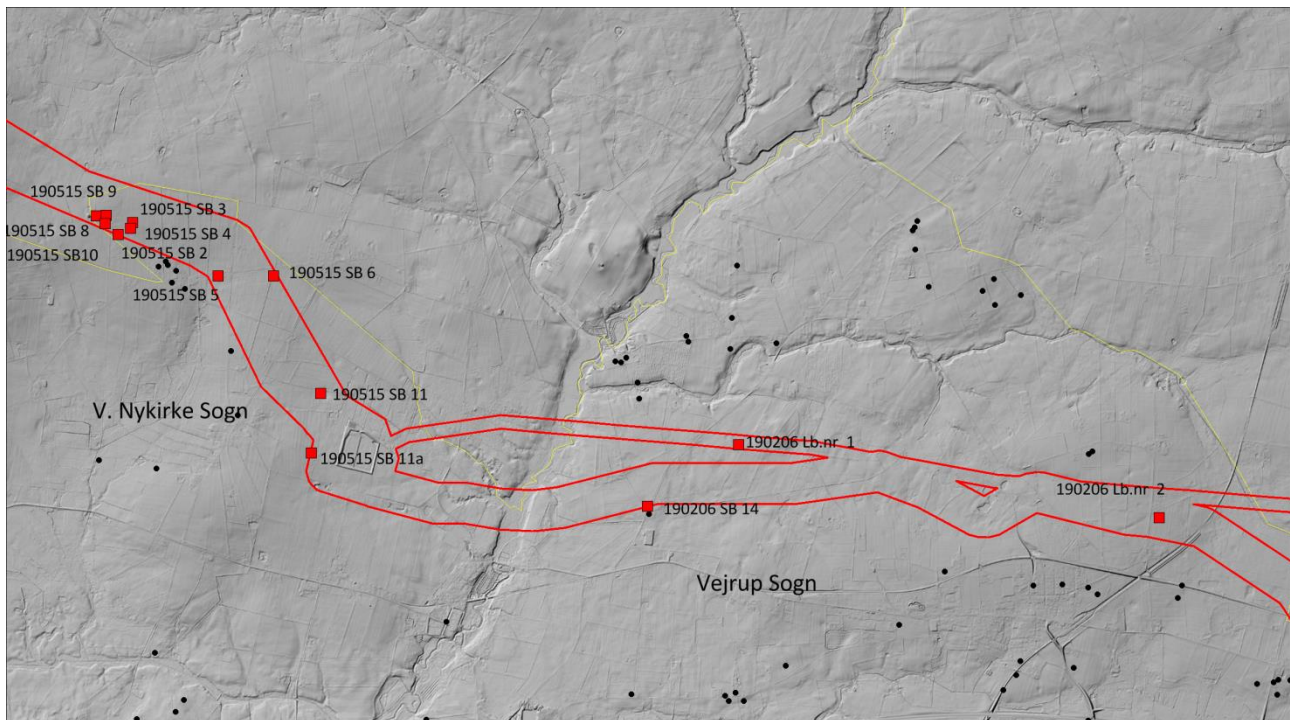 190515 SB 9
190515 SB 3
190515 SB 8
190515 SB 4
190515 SB10
190515 SB 2
190515 SB 6
190515 SB 5
190515 SB 11
V. Nykirke Sogn
190206 Lb.nr 1
190515 SB 11a
190206 Lb.nr 2
190206 SB 14
Vejrup Sogn